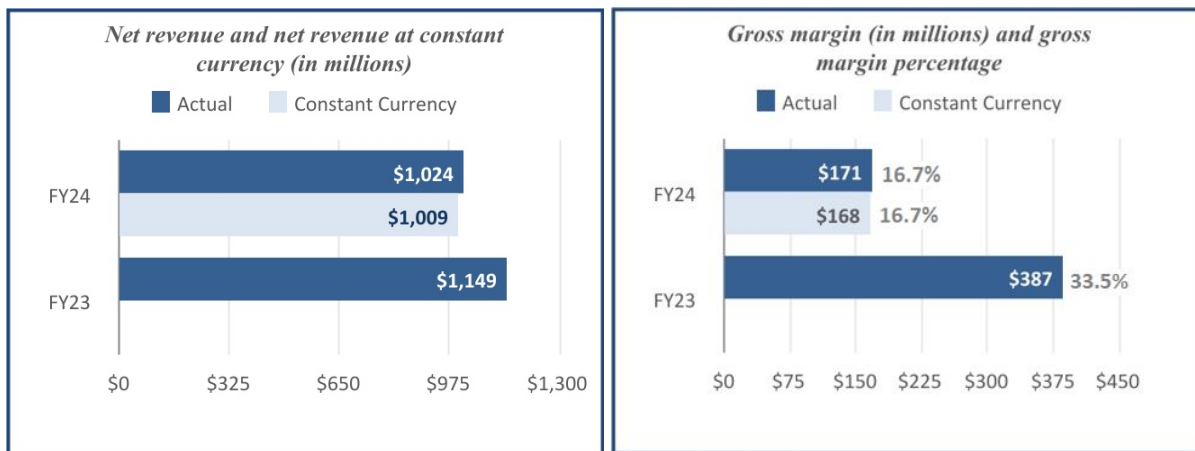 Net revenue and net revenue at constant
currency (in millions)
Actual Constant Currency
FY24
$1,024
$1,009
FY23
$1,149
$0 $325 $650 $975 $1,300
Gross margin (in millions) and gross
margin percentage
Actual Constant Currency
FY24
$171 16.7%
$168 16.7%
FY23
$387 33.5%
$0 $75 $150 $225 $300 $375 $450